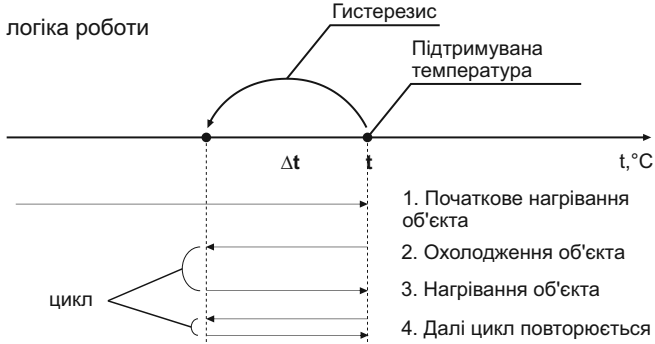 Гистерезис
логіка роботи
Підтримувана
температура
Δt
t
t,°C
1. Початкове нагрівання
об'єкта
2. Охолодження об'єкта
3. Нагрівання об'єкта
цикл
4. Далі цикл повторюється